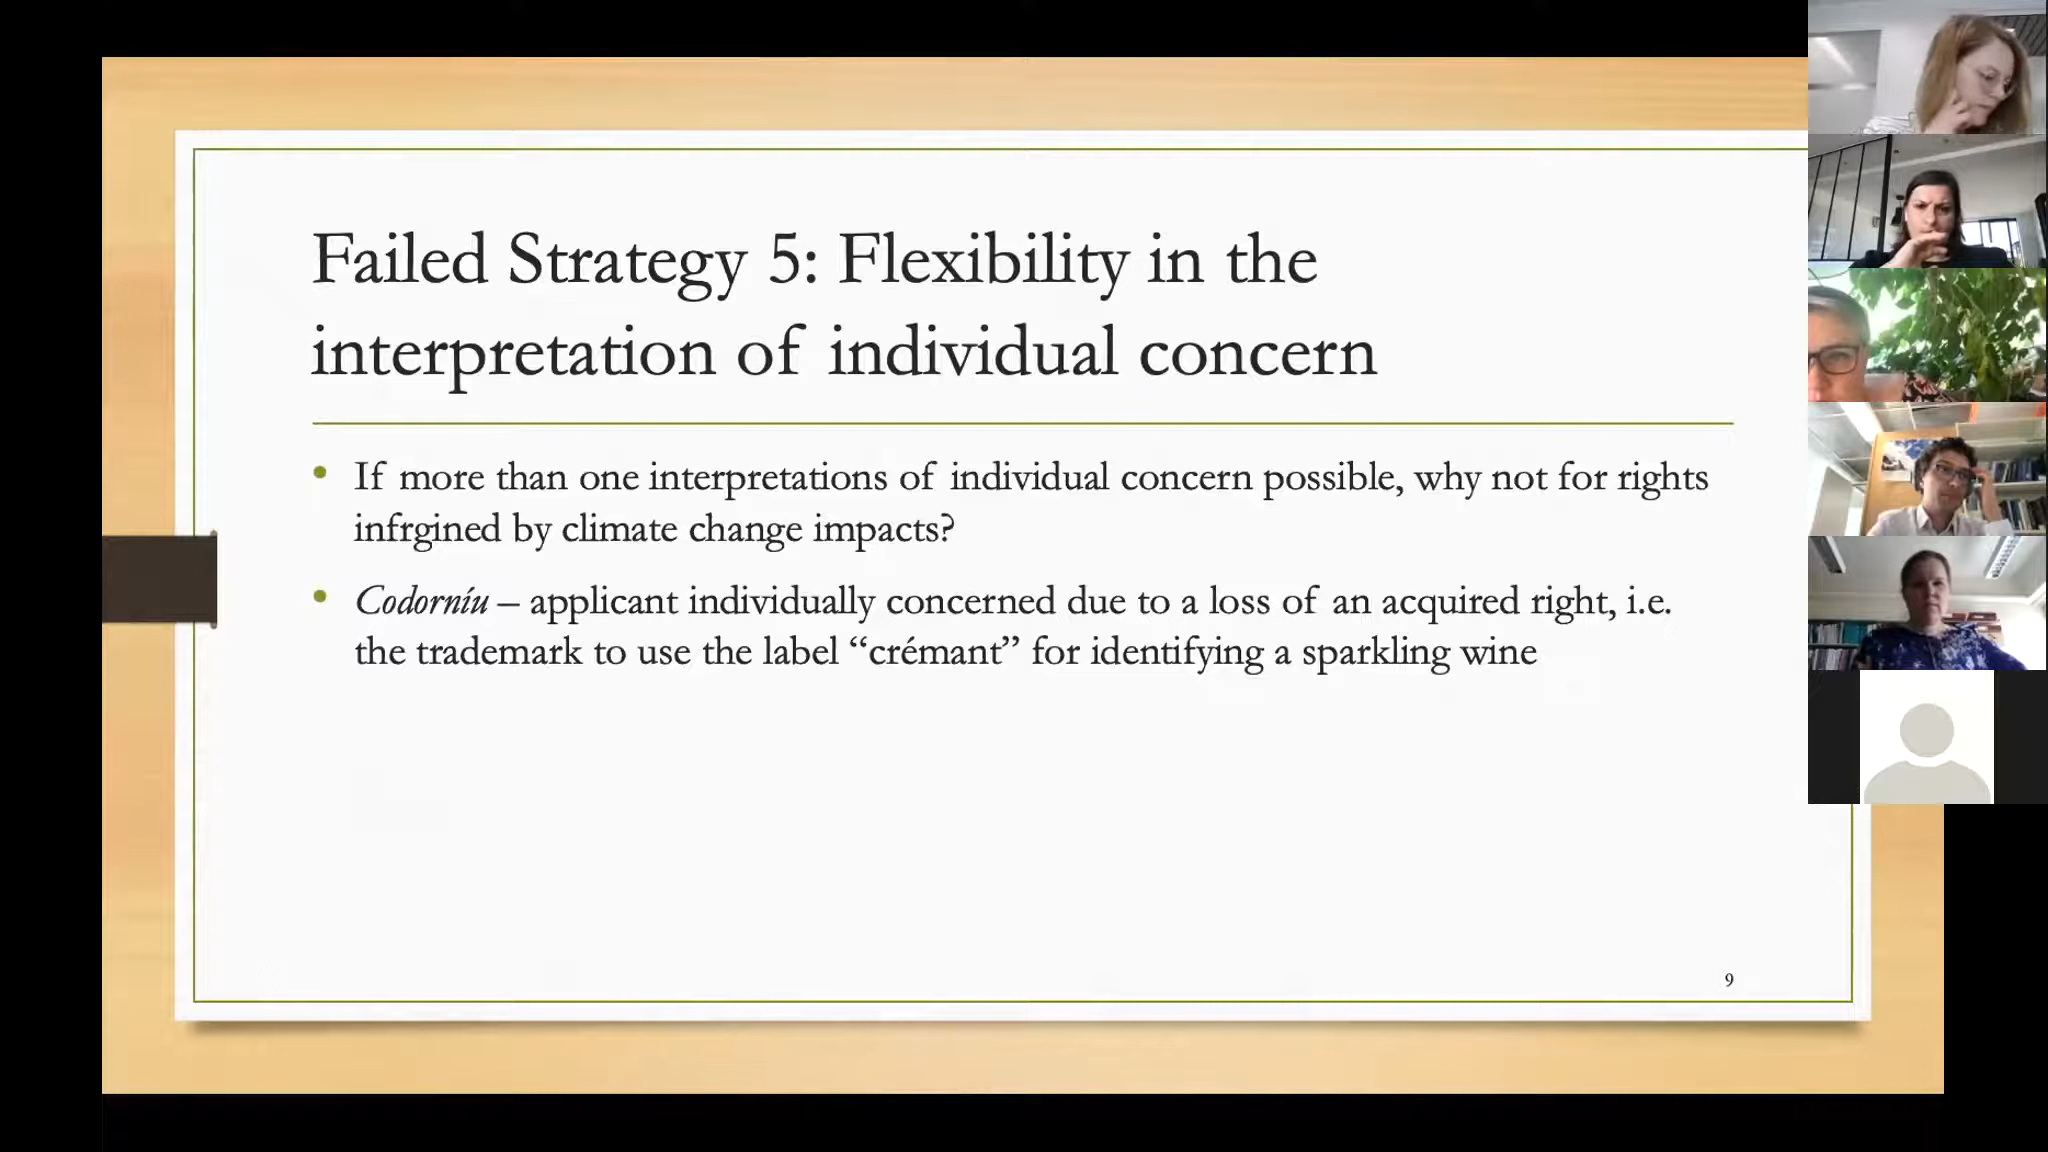 Failed Strategy 5: Flexibility in the
interpretation of individual concern
• If more than one interpretations of individual concern possible, why not for rights
infrgined by climate change impacts?
• Codorníu – applicant individually concerned due to a loss of an acquired right, i.e.
the trademark to use the label “crémant” for identifying a sparkling wine
9